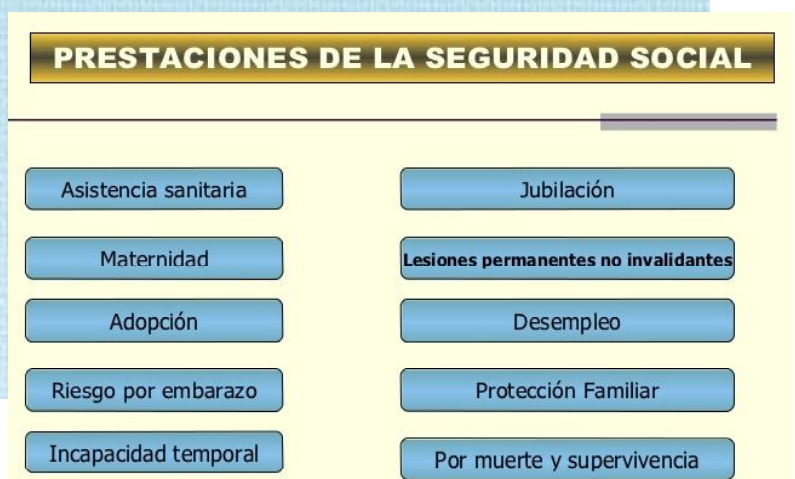 PRESTACIONES DE LA SEGURIDAD SOCIAL
Asistencia sanitaria
Maternidad
Adopción
Riesgo por embarazo
Incapacidad temporal
Jubilación
Lesiones permanentes no invalidantes
Desempleo
Protección Familiar
Por muerte y supervivencia